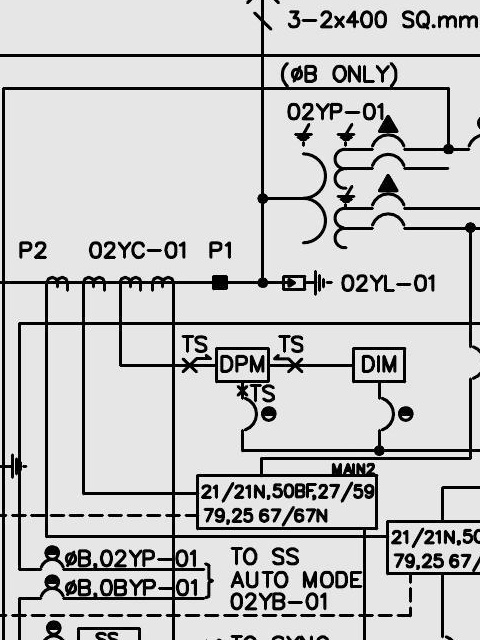 3-2x400 SQ.mm
(øB ONLY)
02YP-01
P2 02YC-01 P1
02YL-01
TS TS
DPM DIM
TS
MAIN2
21/21N,50BF,27/59
79,25 67/67N
21/21N,50
79,25 67/
øB,02YP-01 TO SS
AUTO MODE
øB,0BYP-01
02YB-01
SS TO SYNC